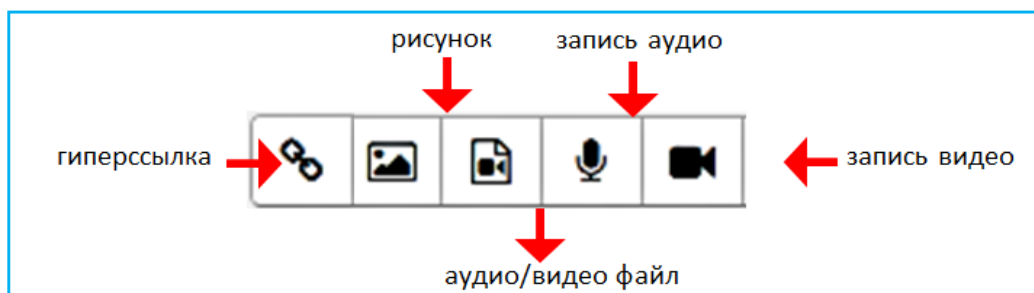 рисунок
запись аудио
гиперссылка
запись видео
аудио/видео файл